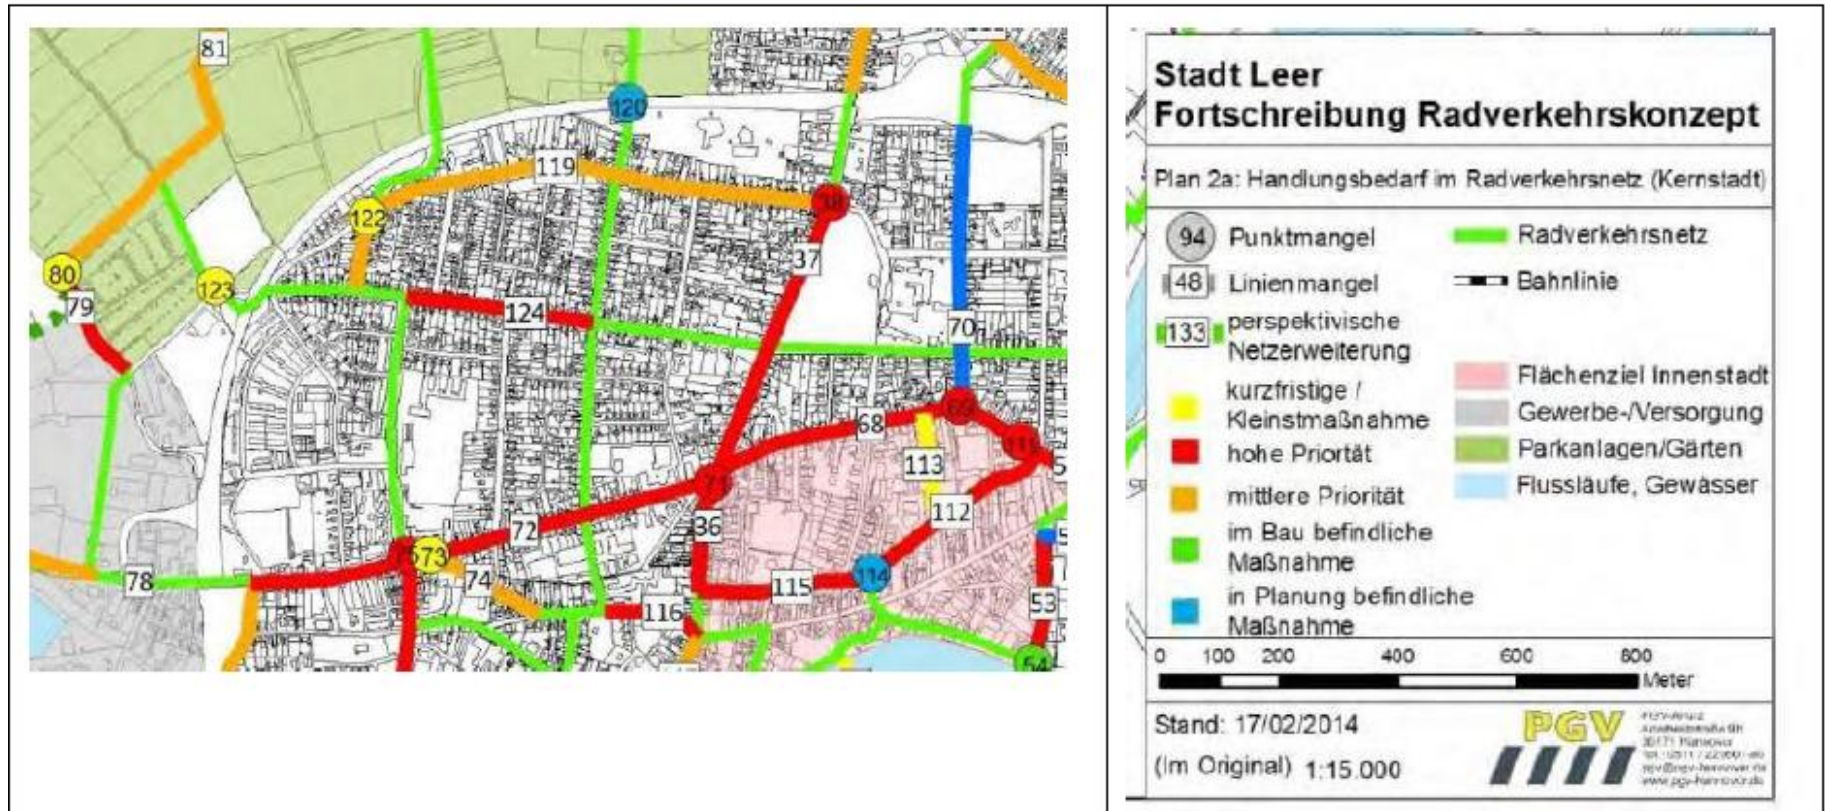 81
120
119
122
38
80
123
37
79
124
70
69
68
111
113
71
112
72
36
73
114
78
74
115
116
53
54
Stadt Leer
Fortschreibung Radverkehrskonzept
Plan 2a: Handlungsbedarf im Radverkehrsnetz (Kernstadt)
94 Punktmangel
48 Linienmangel
133 perspektivische
Netzerweiterung
kurzfristige /
Kleinstmaßnahme
hohe Priortät
mittlere Priorität
im Bau befindliche
Maßnahme
in Planung befindliche
Maßnahme
Radverkehrsnetz
Bahnlinie
Flächenziel Innenstadt
Gewerbe-/Versorgung
Parkanlagen/Gärten
Flussläufe, Gewässer
0 100 200 400 600 800
Meter
Stand: 17/02/2014
(Im Original) 1:15.000
PGV